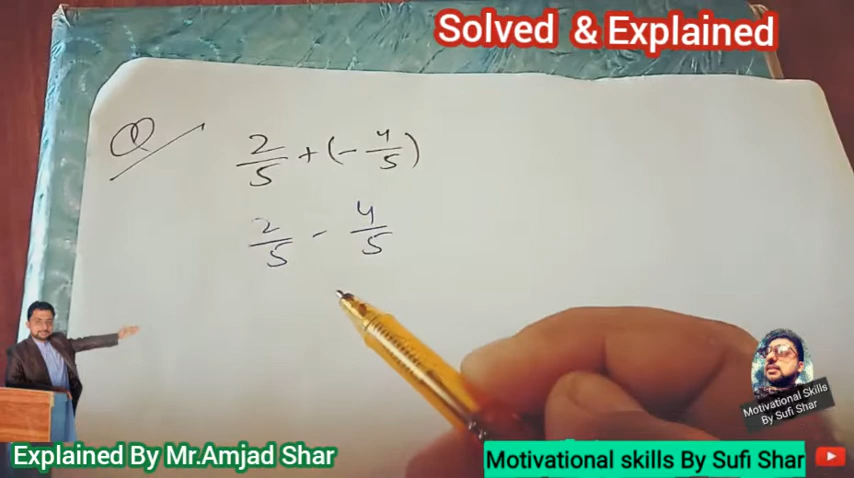 Solved & Explained
Q
2/5 + (- 4/5)
2/5 - 4/5
Motivational Skills
By Sufi Shar
Explained By Mr.Amjad Shar
Motivational skills By Sufi Shar